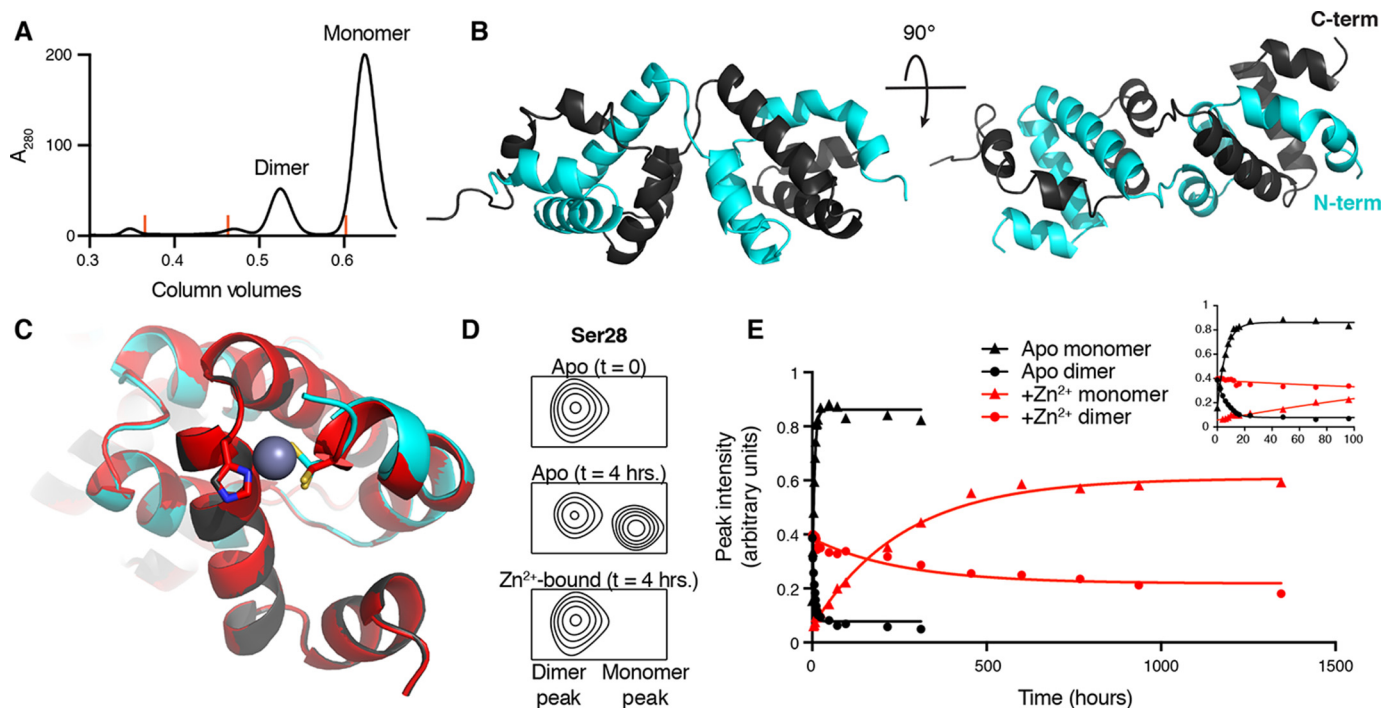 A
Monomer
Dimer
A280
200
100
0
0.3
0.4
0.5
0.6
Column volumes
B
90°
C-term
N-term
C
D
Ser28
Apo (t = 0)
Apo (t = 4 hrs.)
Zn2+-bound (t = 4 hrs.)
Dimer
peak
Monomer
peak
E
Apo monomer
Apo dimer
+Zn2+ monomer
+Zn2+ dimer
Peak intensity
(arbitrary units)
1
0.8
0.6
0.4
0.2
0
0
500
1000
1500
Time (hours)
1
0.8
0.6
0.4
0.2
0
0
20
40
60
80
100